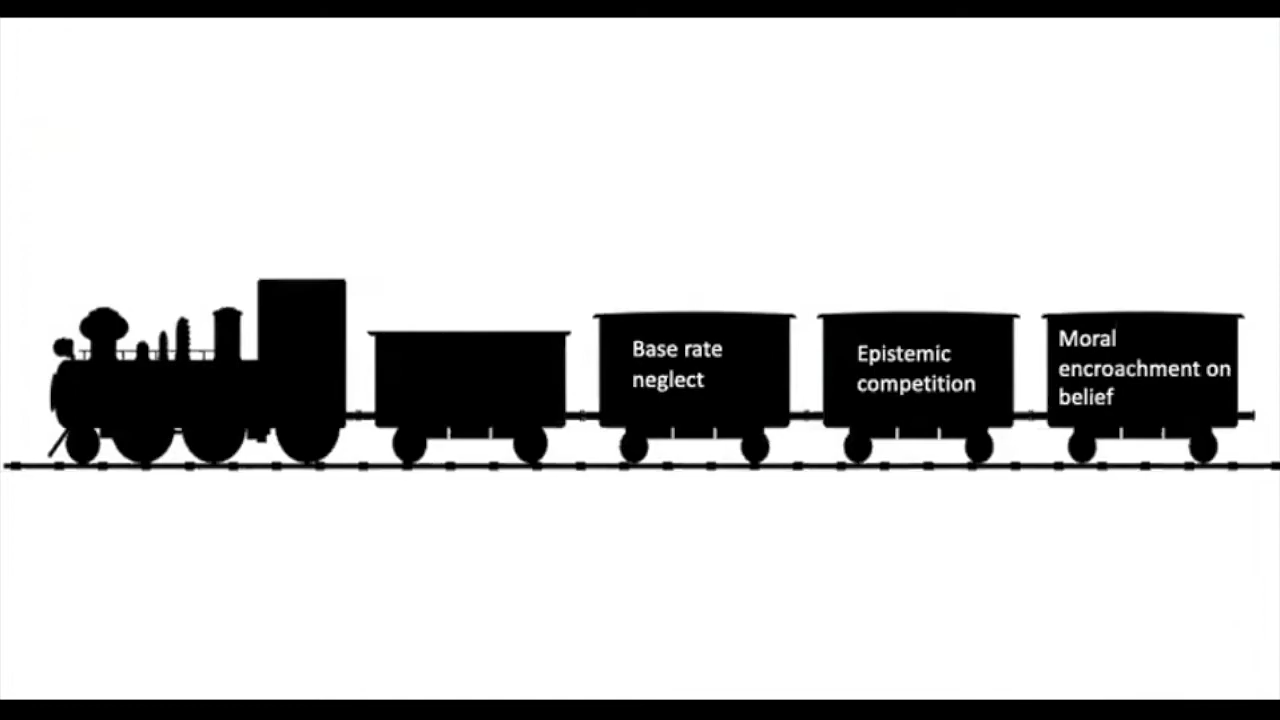 Base rate
neglect
Epistemic
competition
Moral
encroachment on
belief